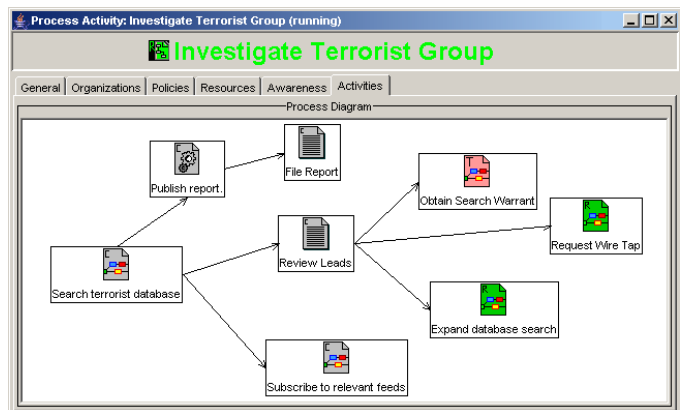 Process Activity: Investigate Terrorist Group (running)
Investigate Terrorist Group
General Organizations Policies Resources Awareness Activities
Process Diagram
C
File Report
C
Publish report.
T
Obtain Search Warrant
R
Request Wire Tap
Review Leads
C
Search terrorist database
R
Expand database search
C
Subscribe to relevant feeds